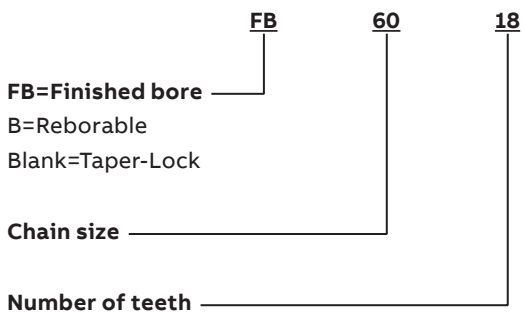 FB 60 18
FB=Finished bore
B=Reborable
Blank=Taper-Lock
Chain size
Number of teeth